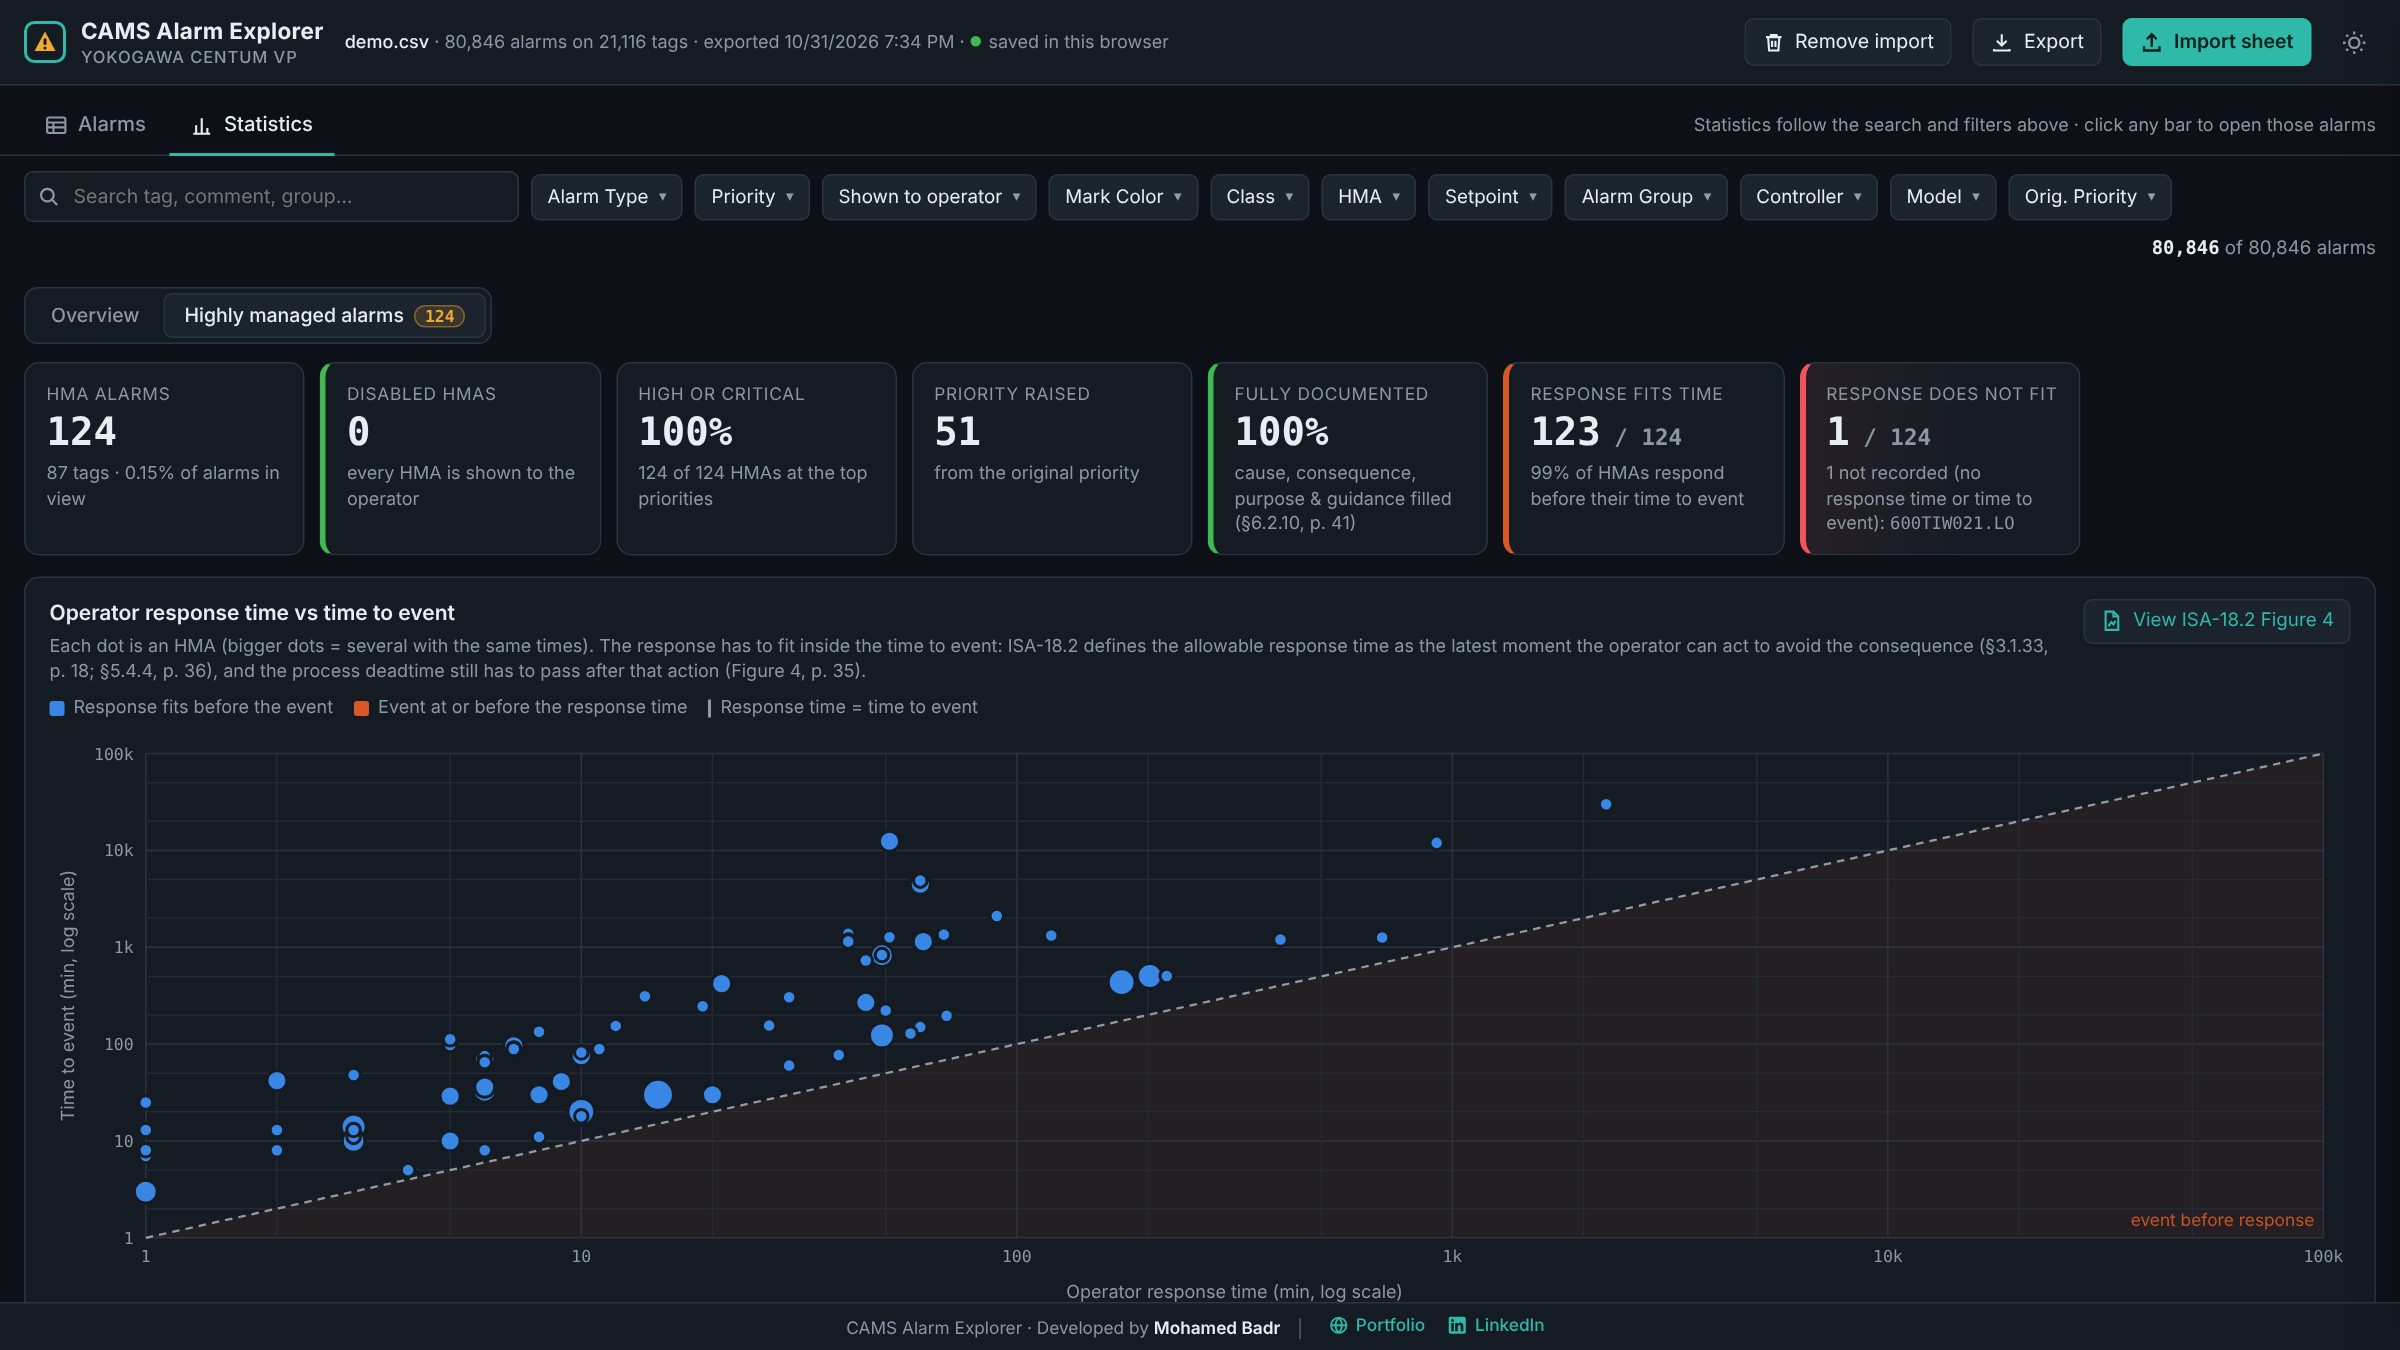 CAMS Alarm Explorer
YOKOGAWA CENTUM VP
demo.csv · 80,846 alarms on 21,116 tags · exported 10/31/2026 7:34 PM · saved in this browser
Remove import
Export
Import sheet
Alarms
Statistics
Statistics follow the search and filters above · click any bar to open those alarms
Search tag, comment, group...
Alarm Type
Priority
Shown to operator
Mark Color
Class
HMA
Setpoint
Alarm Group
Controller
Model
Orig. Priority
80,846 of 80,846 alarms
Overview
Highly managed alarms 124
HMA ALARMS
124
87 tags · 0.15% of alarms in
view
DISABLED HMAS
0
every HMA is shown to the
operator
HIGH OR CRITICAL
100%
124 of 124 HMAs at the top
priorities
PRIORITY RAISED
51
from the original priority
FULLY DOCUMENTED
100%
cause, consequence,
purpose & guidance filled
(§6.2.10, p. 41)
RESPONSE FITS TIME
123 / 124
99% of HMAs respond
before their time to event
RESPONSE DOES NOT FIT
1 / 124
1 not recorded (no
response time or time to
event): 600TIW021.LO
Operator response time vs time to event
View ISA-18.2 Figure 4
Each dot is an HMA (bigger dots = several with the same times). The response has to fit inside the time to event: ISA-18.2 defines the allowable response time as the latest moment the operator can act to avoid the consequence (§3.1.33,
p. 18; §5.4.4, p. 36), and the process deadtime still has to pass after that action (Figure 4, p. 35).
Response fits before the event
Event at or before the response time
Response time = time to event
Time to event (min, log scale)
100k
10k
1k
100
10
1
event before response
1
10
100
1k
10k
100k
Operator response time (min, log scale)
CAMS Alarm Explorer · Developed by Mohamed Badr | Portfolio LinkedIn